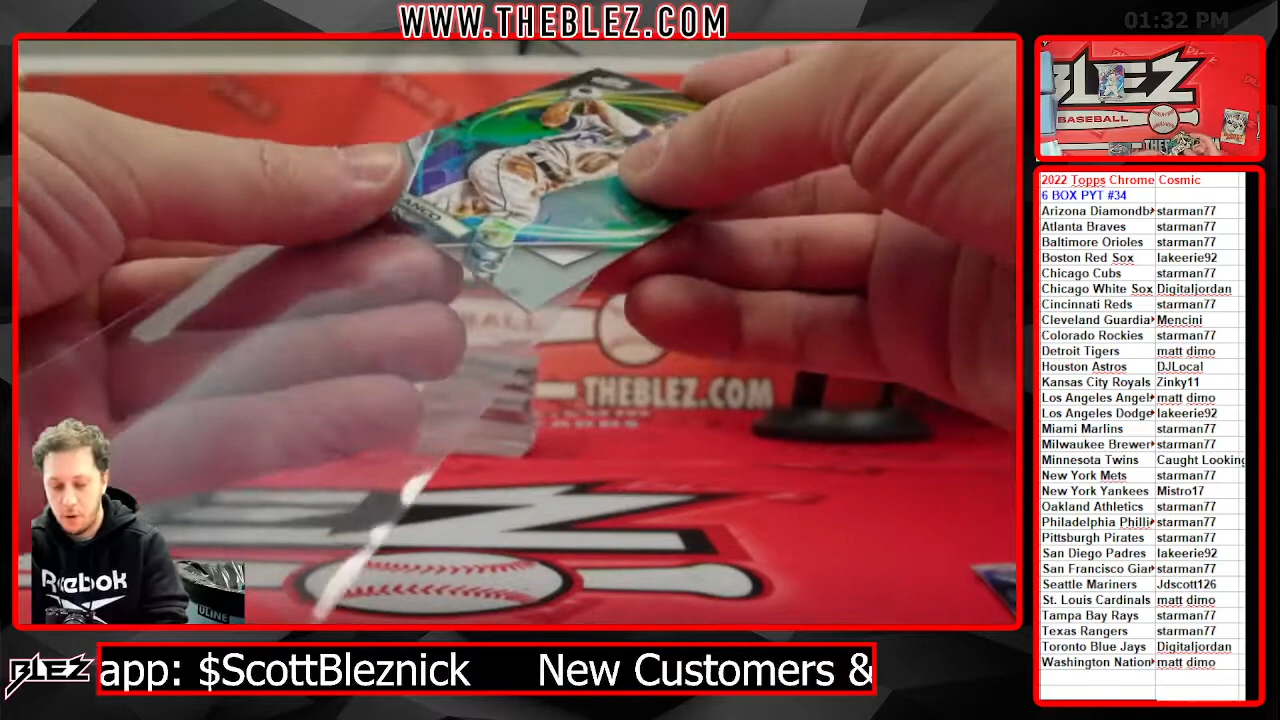 WWW.THEBLEZ.COM
01:32 PM
BLEZ
BASEBALL
2022 Topps Chrome Cosmic
6 BOX PYT #34
Arizona Diamondb starman77
Atlanta Braves starman77
Baltimore Orioles starman77
Boston Red Sox lakeerie92
Chicago Cubs starman77
Chicago White Sox Digitaljordan
Cincinnati Reds starman77
Cleveland Guardia Mencini
Colorado Rockies starman77
Detroit Tigers matt dimo
Houston Astros DJLocal
Kansas City Royals Zinky11
Los Angeles Angel matt dimo
Los Angeles Dodge lakeerie92
Miami Marlins starman77
Milwaukee Brewer starman77
Minnesota Twins Caught Looking
New York Mets starman77
New York Yankees Mistro17
Oakland Athletics starman77
Philadelphia Philli starman77
Pittsburgh Pirates starman77
San Diego Padres lakeerie92
San Francisco Giar starman77
Seattle Mariners Jdscott126
St. Louis Cardinals matt dimo
Tampa Bay Rays starman77
Texas Rangers starman77
Toronto Blue Jays Digitaljordan
Washington Nation matt dimo
THEBLEZ.COM
Reebok
ULINE
BLEZ
app: $ScottBleznick New Customers &